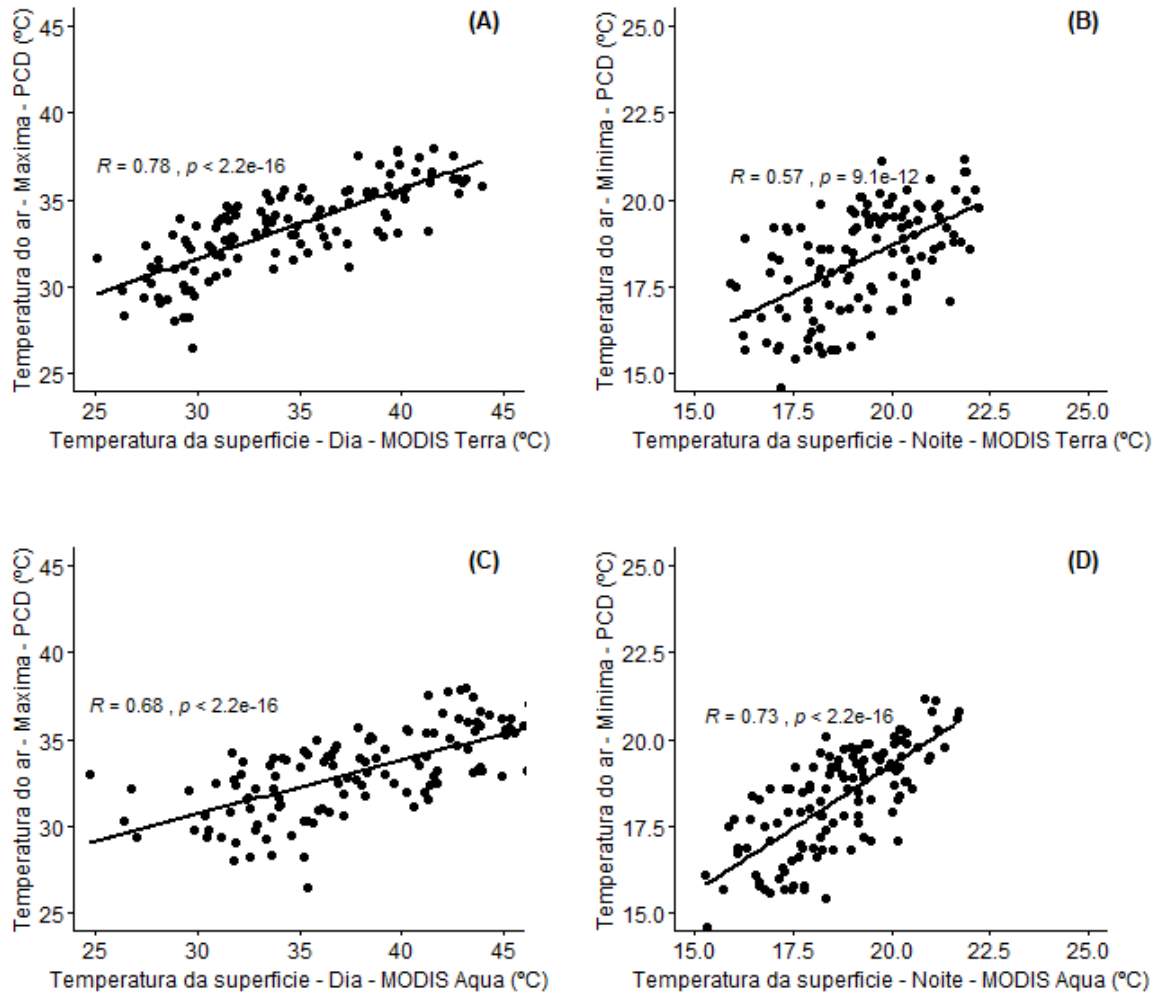 (A)
Temperatura do ar - Maxima - PCD (ºC)
45
40
35
30
25
R = 0.78 , p < 2.2e-16
25 30 35 40 45
Temperatura da superficie - Dia - MODIS Terra (ºC)
(B)
Temperatura do ar - Minima - PCD (ºC)
25.0
22.5
20.0
17.5
15.0
R = 0.57 , p = 9.1e-12
15.0 17.5 20.0 22.5 25.0
Temperatura da superficie - Noite - MODIS Terra (ºC)
(C)
Temperatura do ar - Maxima - PCD (ºC)
45
40
35
30
25
R = 0.68 , p < 2.2e-16
25 30 35 40 45
Temperatura da superficie - Dia - MODIS Aqua (ºC)
(D)
Temperatura do ar - Minima - PCD (ºC)
25.0
22.5
20.0
17.5
15.0
R = 0.73 , p < 2.2e-16
15.0 17.5 20.0 22.5 25.0
Temperatura da superficie - Noite - MODIS Aqua (ºC)